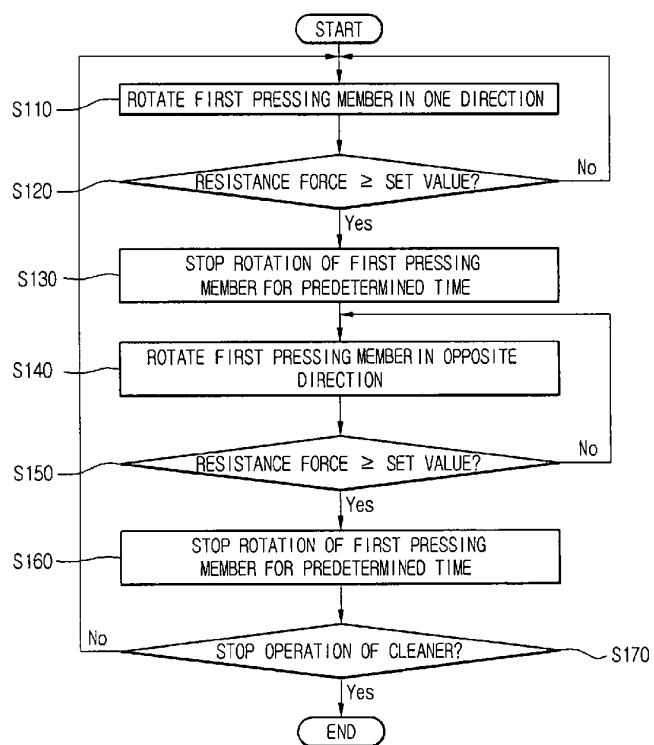 START
S110
ROTATE FIRST PRESSING MEMBER IN ONE DIRECTION
S120
RESISTANCE FORCE ≥ SET VALUE?
No
Yes
S130
STOP ROTATION OF FIRST PRESSING
MEMBER FOR PREDETERMINED TIME
S140
ROTATE FIRST PRESSING MEMBER IN OPPOSITE
DIRECTION
S150
RESISTANCE FORCE ≥ SET VALUE?
No
Yes
S160
STOP ROTATION OF FIRST PRESSING
MEMBER FOR PREDETERMINED TIME
No
STOP OPERATION OF CLEANER?
S170
Yes
END